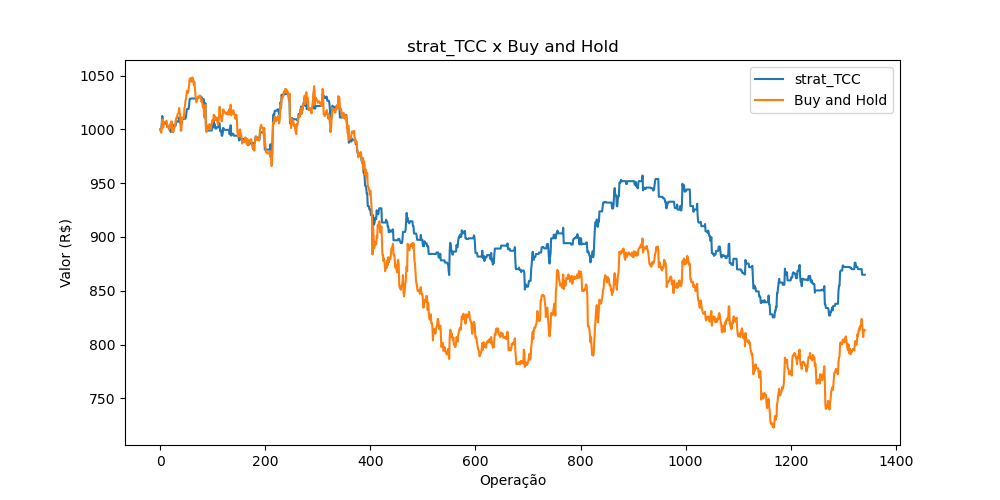 strat_TCC x Buy and Hold
strat_TCC
Buy and Hold
Valor (R$)
1050
1000
950
900
850
800
750
0 200 400 600 800 1000 1200 1400
Operação